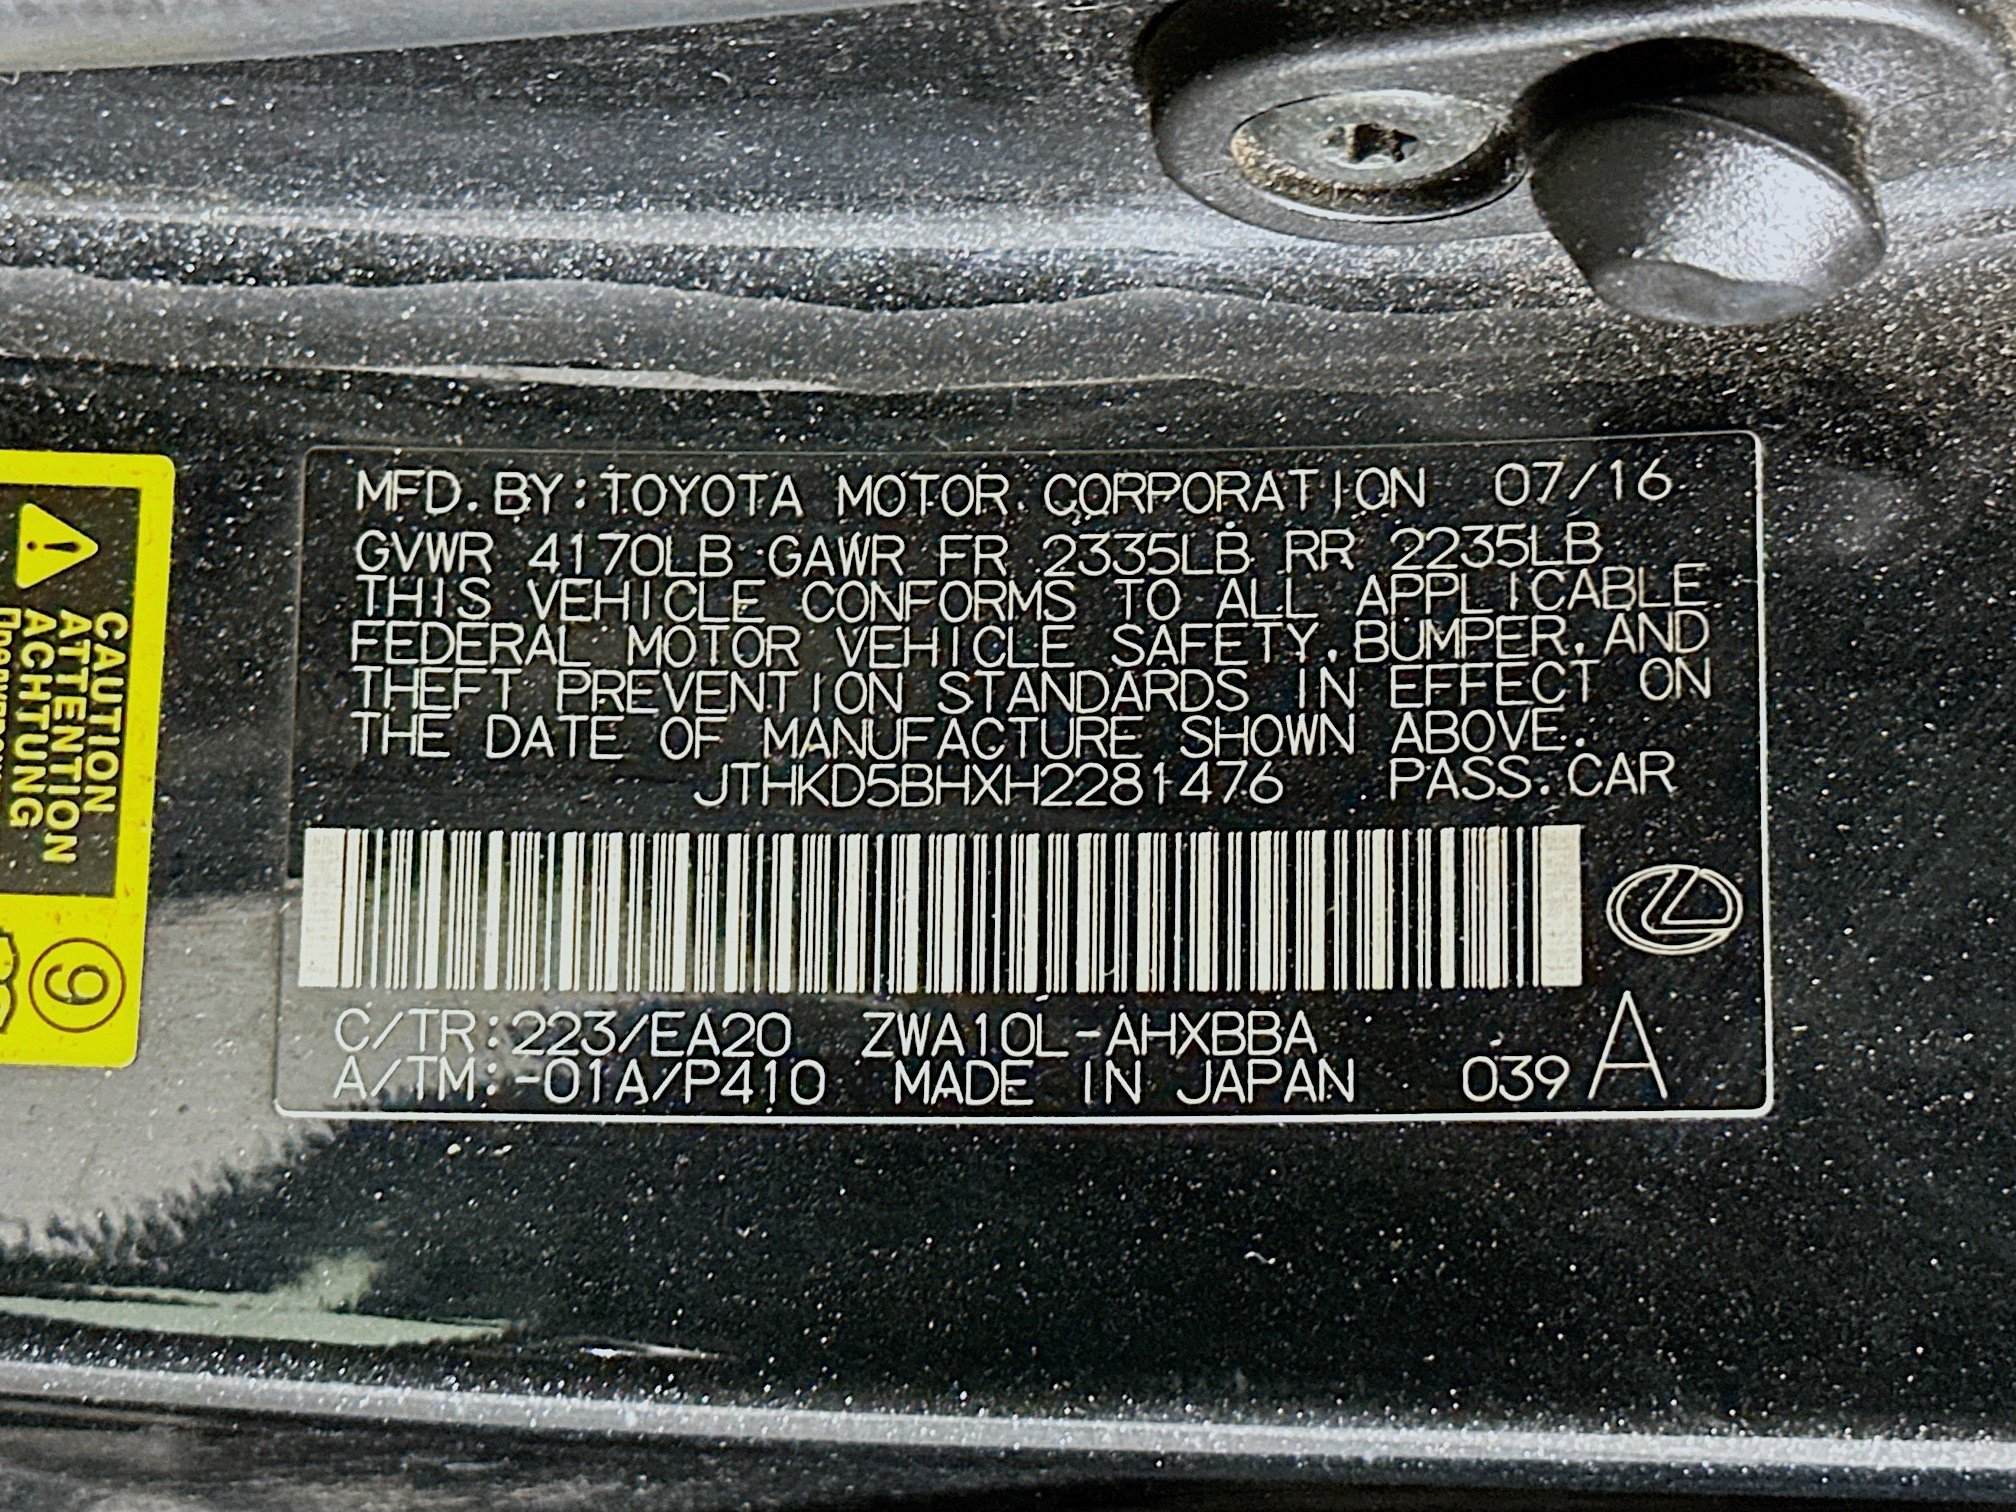 MFD. BY: TOYOTA MOTOR CORPORATION 07/16
GVWR 4170LB GAWR FR 2335LB RR 2235LB
THIS VEHICLE CONFORMS TO ALL APPLICABLE
FEDERAL MOTOR VEHICLE SAFETY, BUMPER, AND
THEFT PREVENTION STANDARDS IN EFFECT ON
THE DATE OF MANUFACTURE SHOWN ABOVE.
JTHKD5BHXH2281476 PASS. CAR
C/TR: 223/EA20 ZWA10L-AHXBBA
A/TM: -01A/P410 MADE IN JAPAN 039 A
CAUTION
ATTENTION
ACHTUNG
9